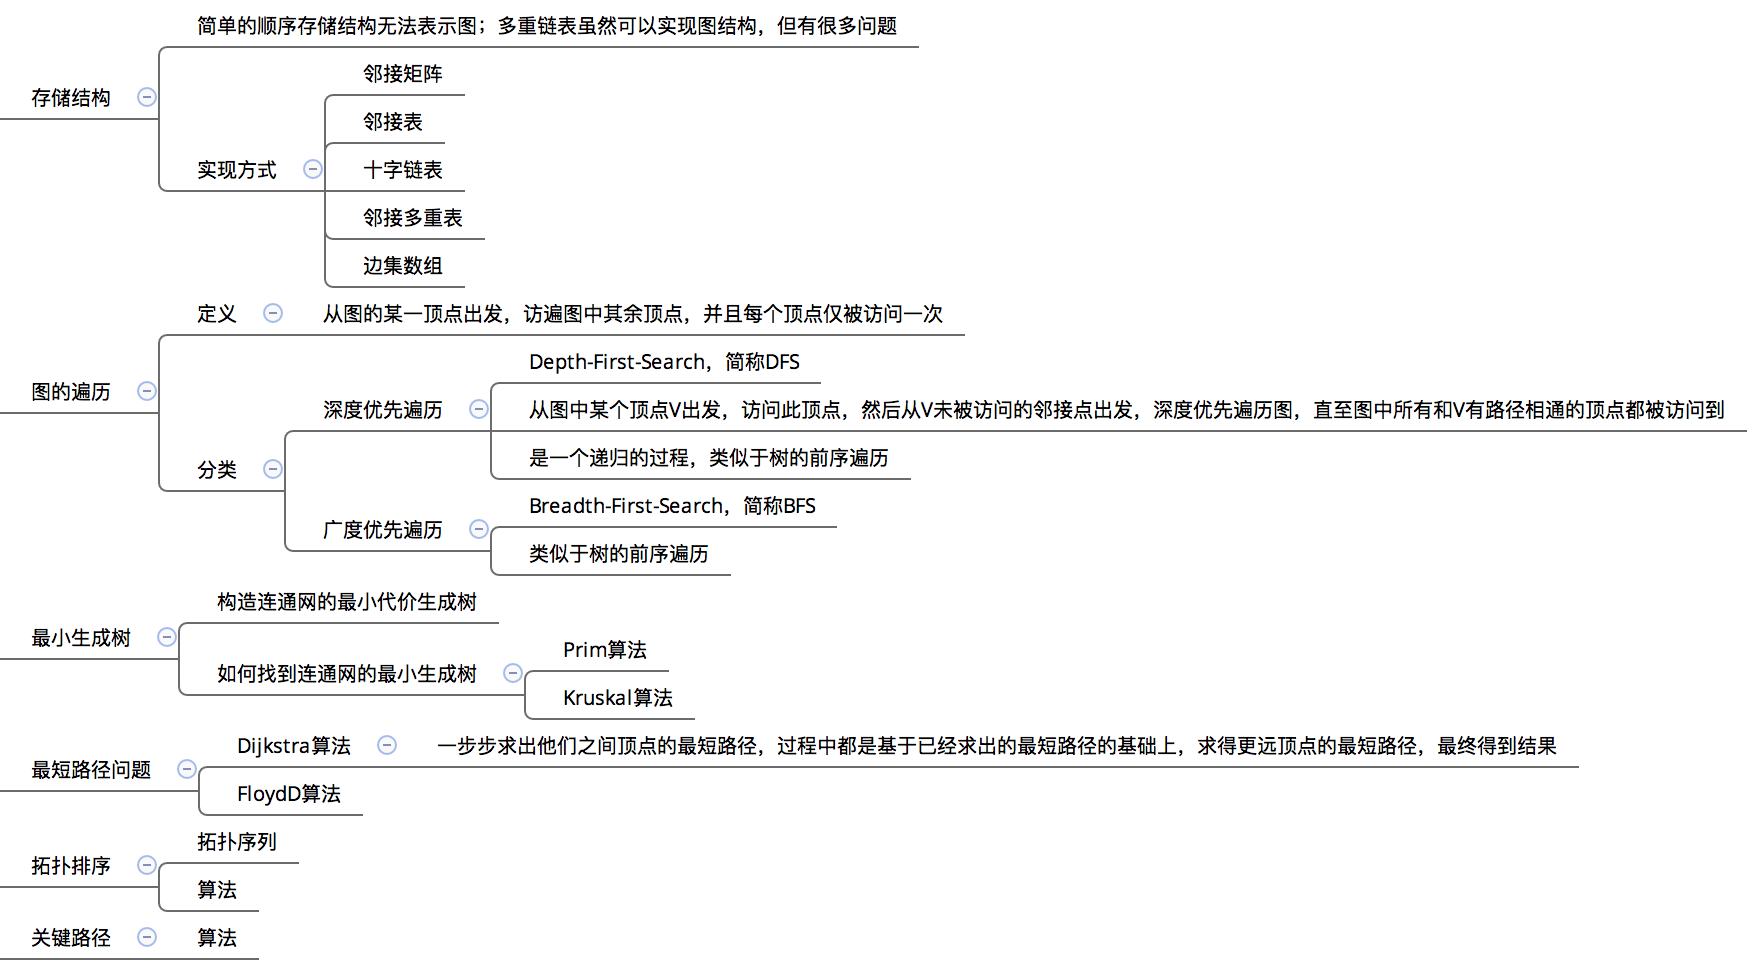 简单的顺序存储结构无法表示图；多重链表虽然可以实现图结构，但有很多问题
存储结构
邻接矩阵
邻接表
实现方式
十字链表
邻接多重表
边集数组
定义
从图的某一顶点出发，访遍图中其余顶点，并且每个顶点仅被访问一次
图的遍历
Depth-First-Search，简称DFS
深度优先遍历
从图中某个顶点V出发，访问此顶点，然后从V未被访问的邻接点出发，深度优先遍历图，直至图中所有和V有路径相通的顶点都被访问到
是一个递归的过程，类似于树的前序遍历
分类
Breadth-First-Search，简称BFS
广度优先遍历
类似于树的前序遍历
构造连通网的最小代价生成树
最小生成树
Prim算法
如何找到连通网的最小生成树
Kruskal算法
Dijkstra算法
一步步求出他们之间顶点的最短路径，过程中都是基于已经求出的最短路径的基础上，求得更远顶点的最短路径，最终得到结果
最短路径问题
FloydD算法
拓扑序列
拓扑排序
算法
关键路径
算法